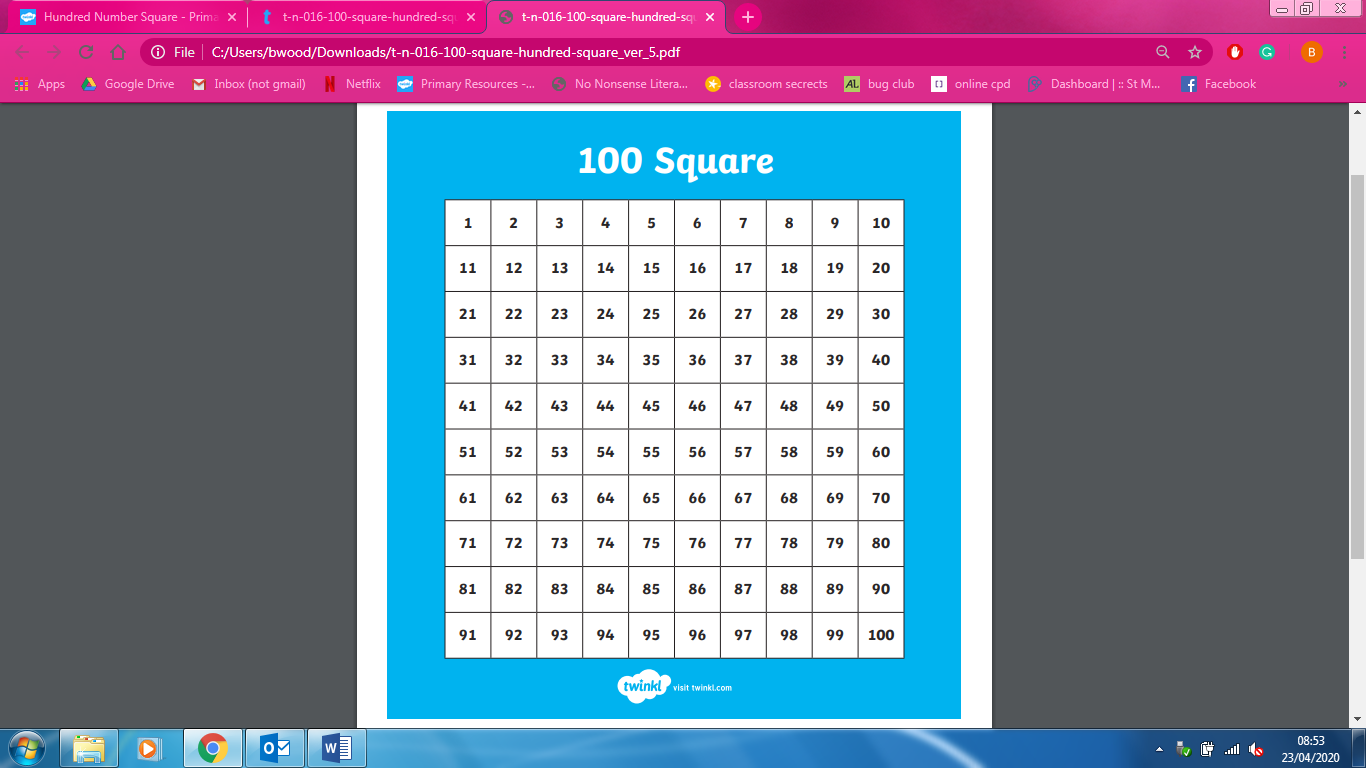 Hundred Number Square - Prima
t-n-016-100-square-hundred-squ
t-n-016-100-square-hundred-squ
File | C:/Users/bwood/Downloads/t-n-016-100-square-hundred-square_ver_5.pdf
B
Apps Google Drive Inbox (not gmail) Netflix Primary Resources -... No Nonsense Litera... classroom secrects AL bug club online cpd Dashboard | :: St M... Facebook »
100 Square
1 2 3 4 5 6 7 8 9 10
11 12 13 14 15 16 17 18 19 20
21 22 23 24 25 26 27 28 29 30
31 32 33 34 35 36 37 38 39 40
41 42 43 44 45 46 47 48 49 50
51 52 53 54 55 56 57 58 59 60
61 62 63 64 65 66 67 68 69 70
71 72 73 74 75 76 77 78 79 80
81 82 83 84 85 86 87 88 89 90
91 92 93 94 95 96 97 98 99 100
twinkl visit twinkl.com
08:53
23/04/2020